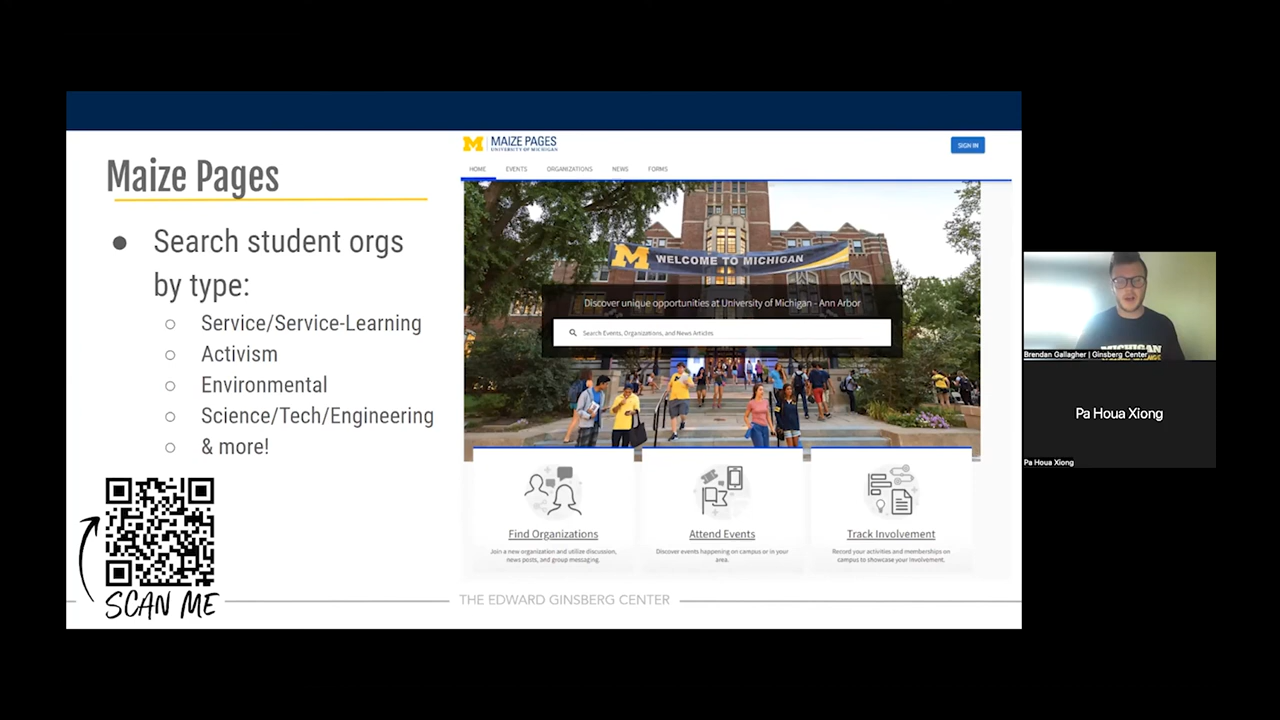 Maize Pages
Search student orgs
by type:
Service/Service-Learning
Activism
Environmental
Science/Tech/Engineering
& more!
SCAN ME
M
MAIZE PAGES
UNIVERSITY OF MICHIGAN
SIGN IN
HOME EVENTS ORGANIZATIONS NEWS FORMS
M WELCOME TO MICHIGAN
Discover unique opportunities at University of Michigan - Ann Arbor
Search Events, Organizations, and News Articles
Find Organizations
Join a new organization and utilize discussion,
news posts, and group messaging.
Attend Events
Discover events happening on campus or in your
area.
Track Involvement
Record your activities and memberships on
campus to showcase your involvement.
THE EDWARD GINSBERG CENTER
MICHIGAN
Brendan Gallagher | Ginsberg Center
Pa Houa Xiong
Pa Houa Xiong